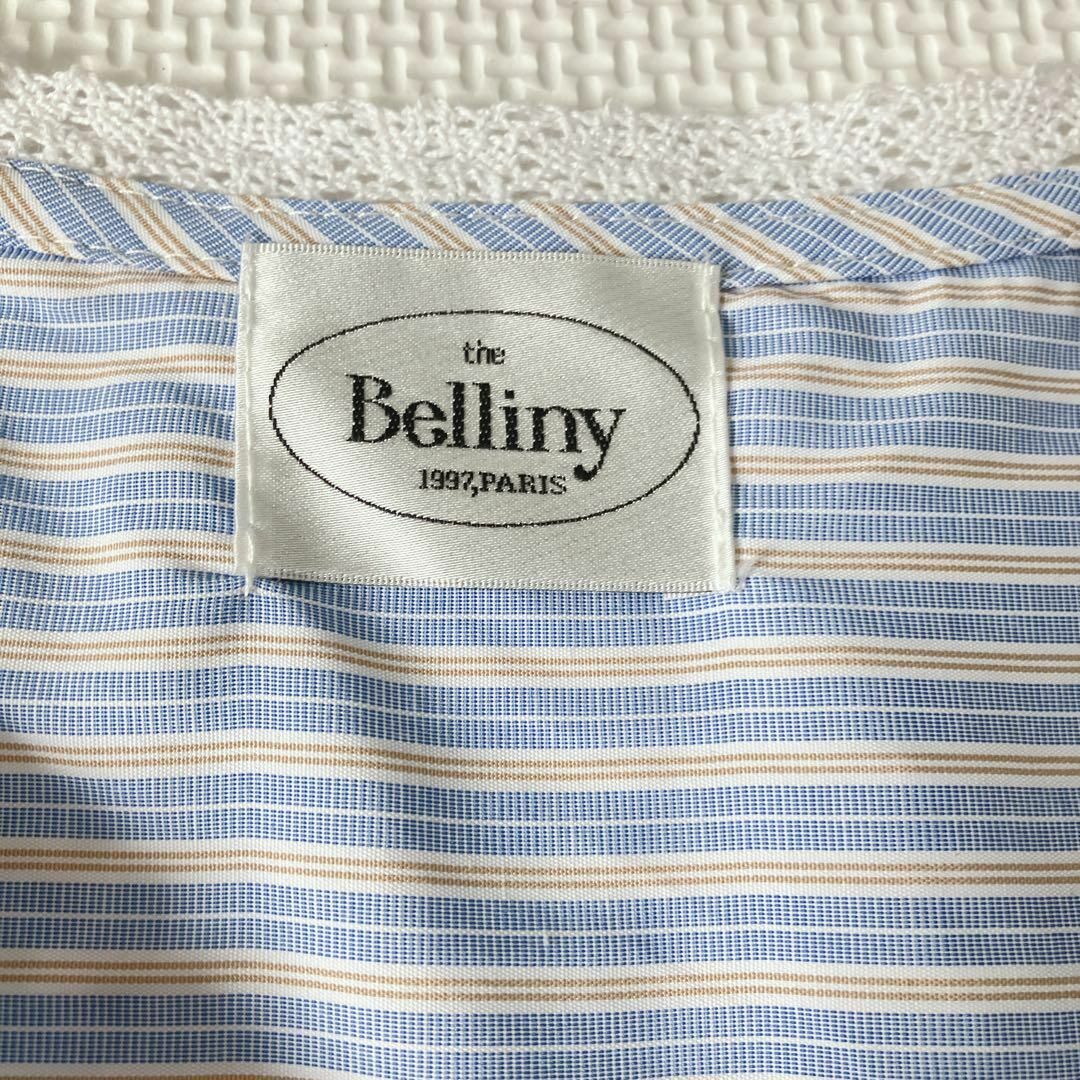 the
Belliny
1997,PARIS